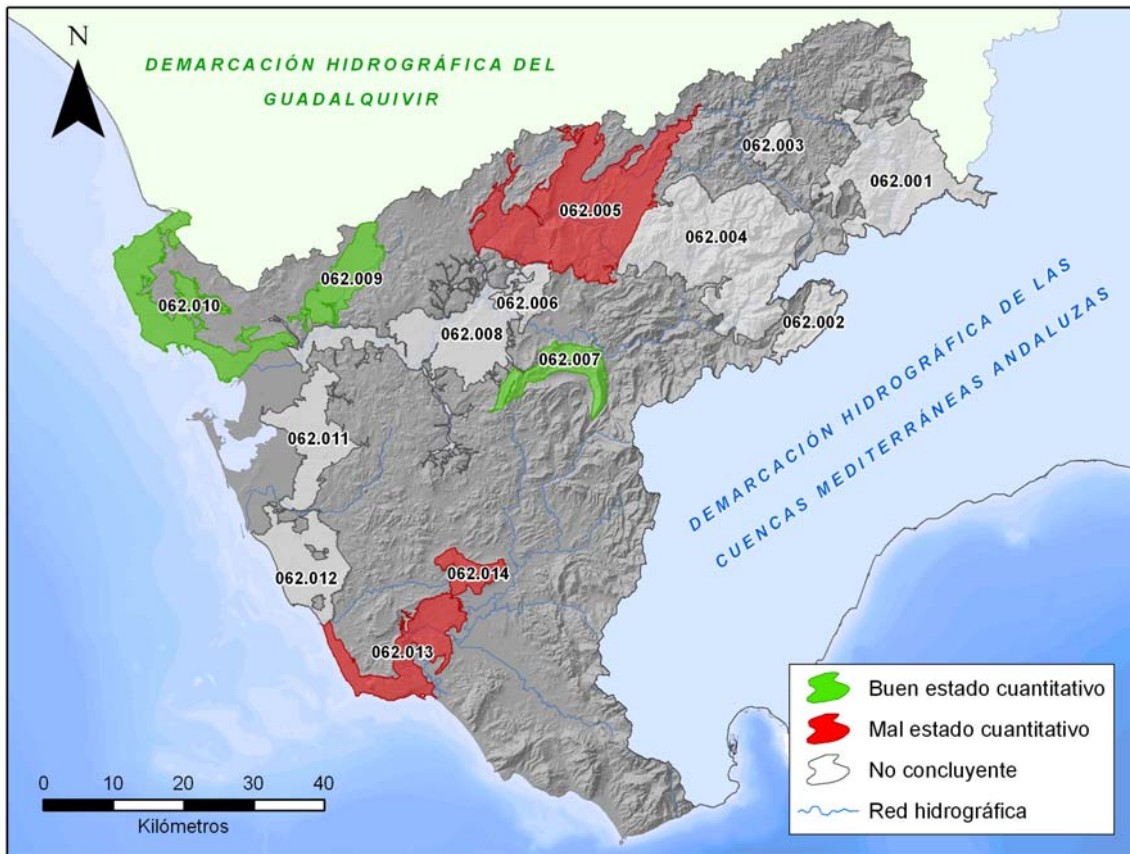 N
DEMARCACIÓN HIDROGRÁFICA DEL
GUADALQUIVIR
062.003
062.001
062.005
062.004
062.009
062.010
062.006
062.002
062.008
062.007
062.011
DEMARCACIÓN HIDROGRÁFICA DE LAS
CUENCAS MEDITERRÁNEAS ANDALUZAS
062.014
062.012
062.013
Buen estado cuantitativo
Mal estado cuantitativo
No concluyente
Red hidrográfica
0 10 20 30 40
Kilómetros